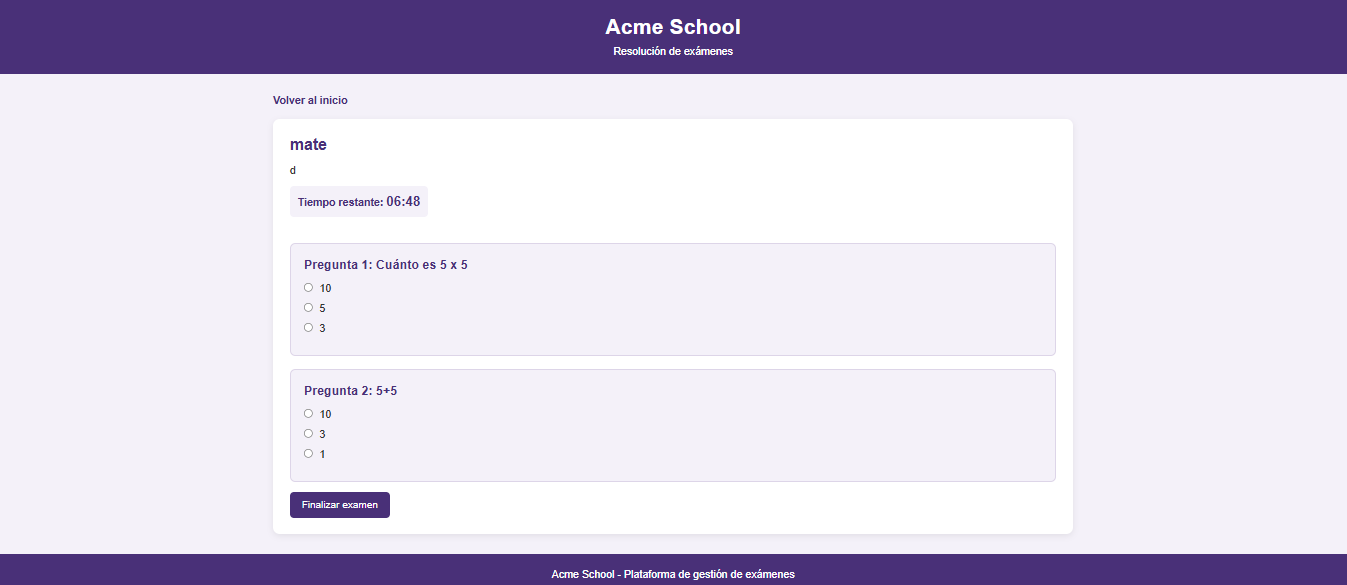 Acme School
Resolución de exámenes
Volver al inicio
mate
d
Tiempo restante: 06:48
Pregunta 1: Cuánto es 5 x 5
10
5
3
Pregunta 2: 5+5
10
3
1
Finalizar examen
Acme School - Plataforma de gestión de exámenes